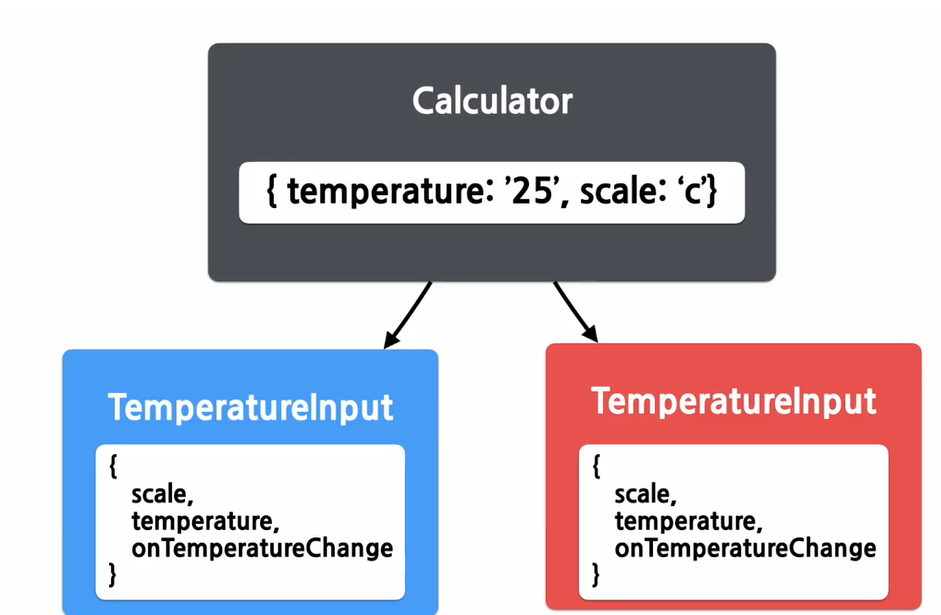 Calculator
{ temperature: ’25’, scale: ‘c’}
TemperatureInput
{
scale,
temperature,
onTemperatureChange
}
TemperatureInput
{
scale,
temperature,
onTemperatureChange
}